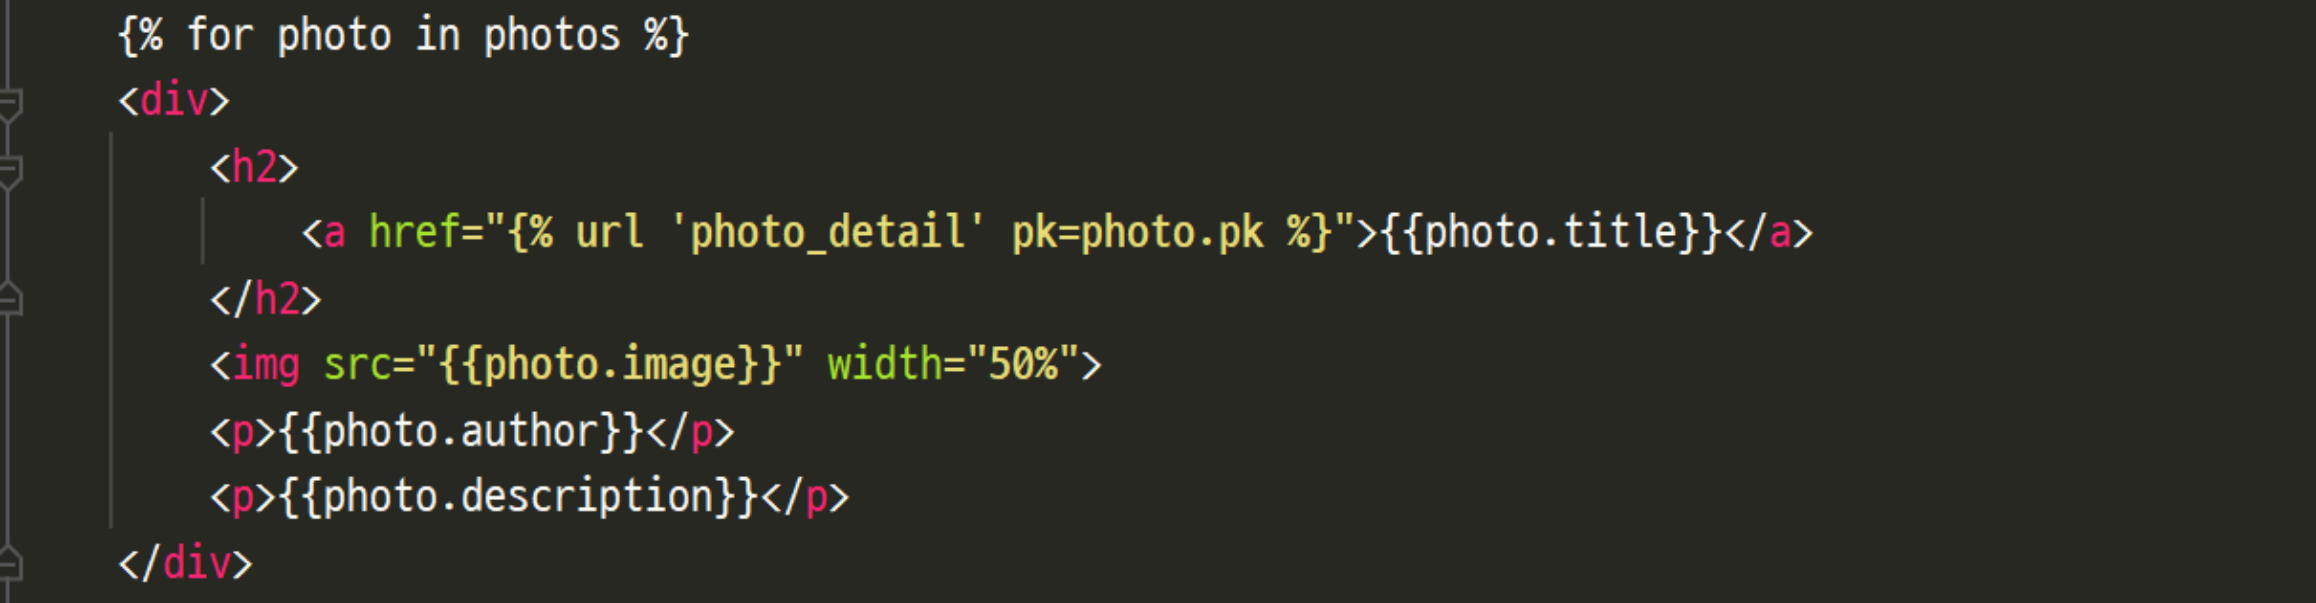 {% for photo in photos %}
<div>
<h2>
<a href="{% url 'photo_detail' pk=photo.pk %}">{{photo.title}}</a>
</h2>
<img src="{{photo.image}}" width="50%">
<p>{{photo.author}}</p>
<p>{{photo.description}}</p>
</div>